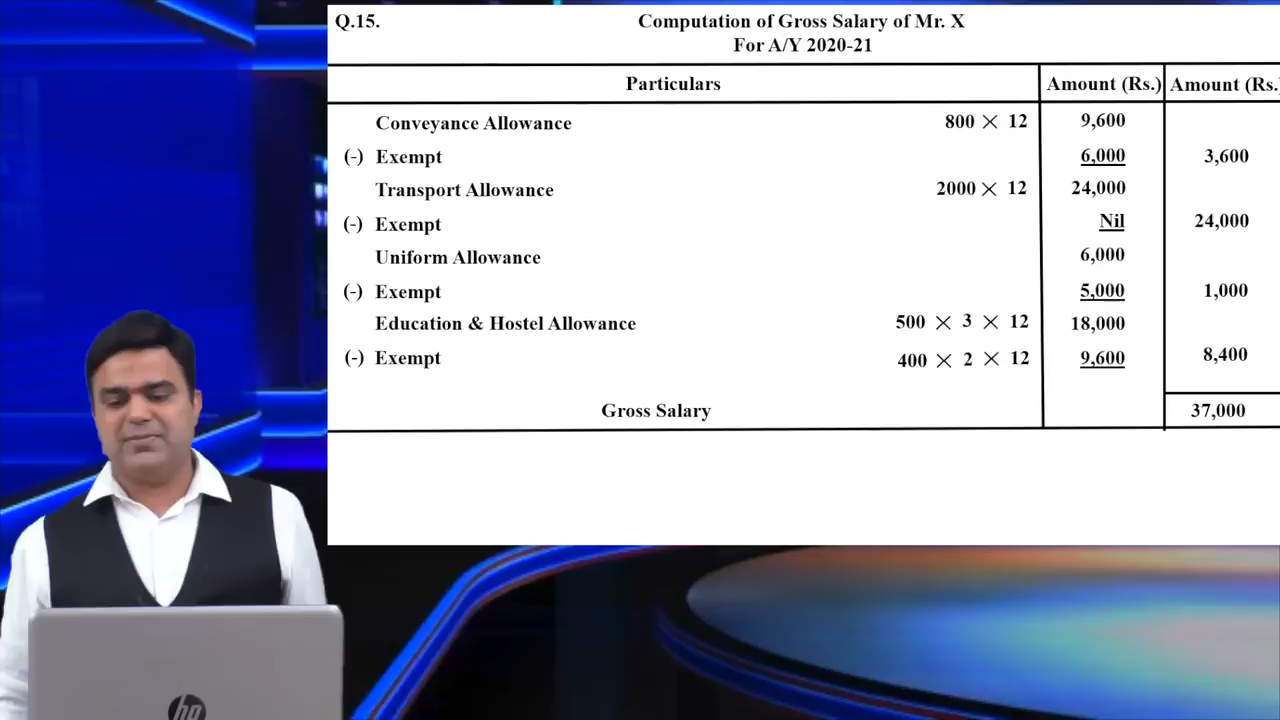 Q.15. Computation of Gross Salary of Mr. X
For A/Y 2020-21
Particulars Amount (Rs.) Amount (Rs.
Conveyance Allowance 800 × 12 9,600
(-) Exempt 6,000 3,600
Transport Allowance 2000 × 12 24,000
(-) Exempt Nil 24,000
Uniform Allowance 6,000
(-) Exempt 5,000 1,000
Education & Hostel Allowance 500 × 3 × 12 18,000
(-) Exempt 400 × 2 × 12 9,600 8,400
Gross Salary 37,000
hp